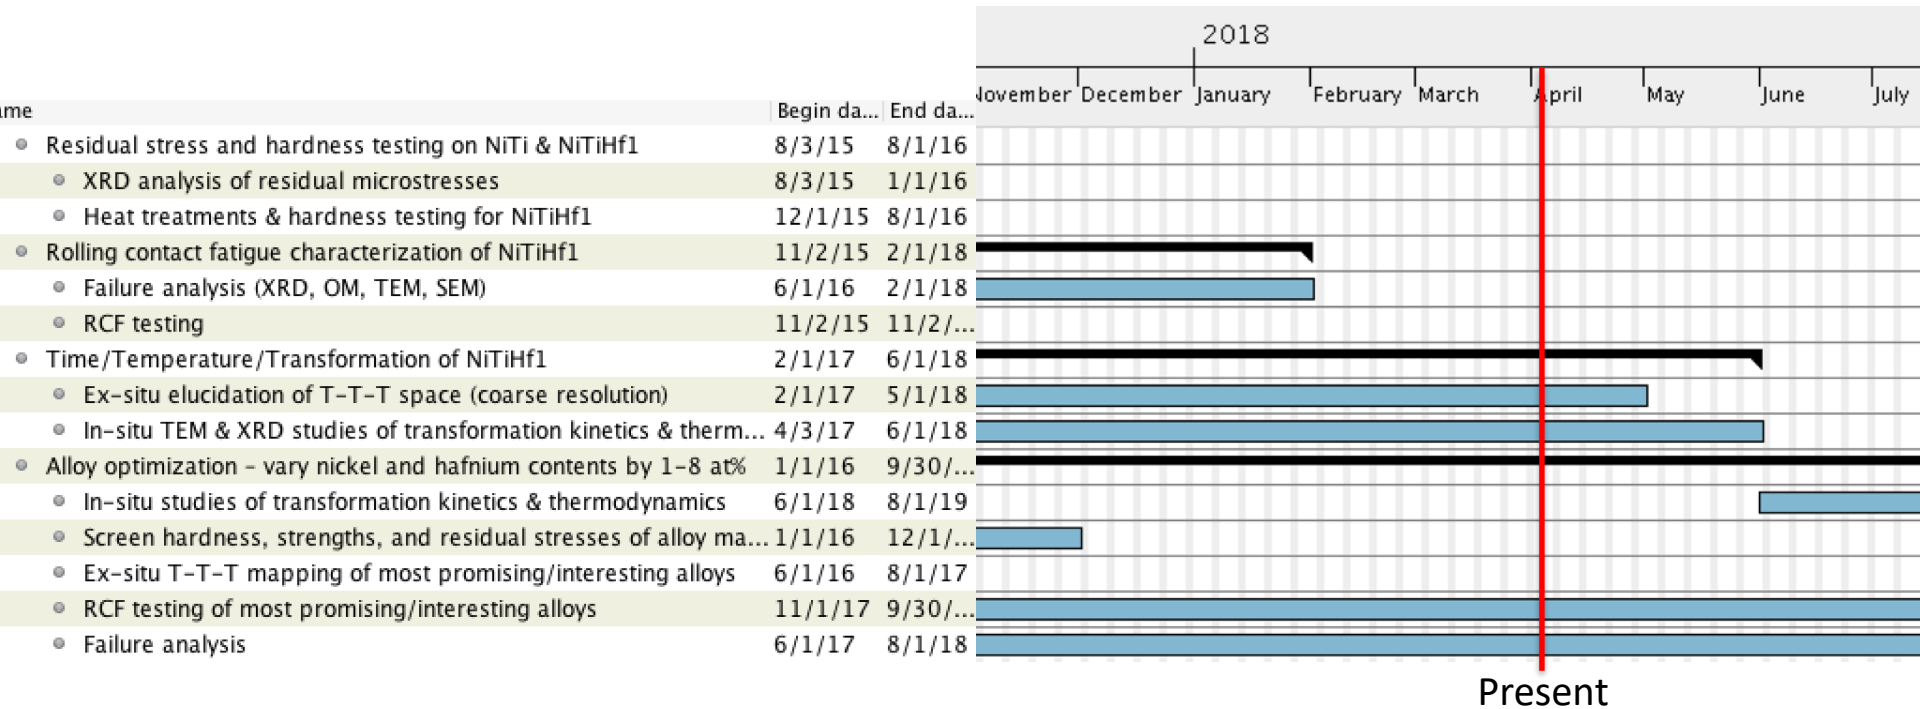 2018
November December January February March April May June July
ame Begin da... End da...
Residual stress and hardness testing on NiTi & NiTiHf1 8/3/15 8/1/16
XRD analysis of residual microstresses 8/3/15 1/1/16
Heat treatments & hardness testing for NiTiHf1 12/1/15 8/1/16
Rolling contact fatigue characterization of NiTiHf1 11/2/15 2/1/18
Failure analysis (XRD, OM, TEM, SEM) 6/1/16 2/1/18
RCF testing 11/2/15 11/2/...
Time/Temperature/Transformation of NiTiHf1 2/1/17 6/1/18
Ex-situ elucidation of T-T-T space (coarse resolution) 2/1/17 5/1/18
In-situ TEM & XRD studies of transformation kinetics & therm... 4/3/17 6/1/18
Alloy optimization - vary nickel and hafnium contents by 1-8 at% 1/1/16 9/30/...
In-situ studies of transformation kinetics & thermodynamics 6/1/18 8/1/19
Screen hardness, strengths, and residual stresses of alloy ma... 1/1/16 12/1/...
Ex-situ T-T-T mapping of most promising/interesting alloys 6/1/16 8/1/17
RCF testing of most promising/interesting alloys 11/1/17 9/30/...
Failure analysis 6/1/17 8/1/18
Present